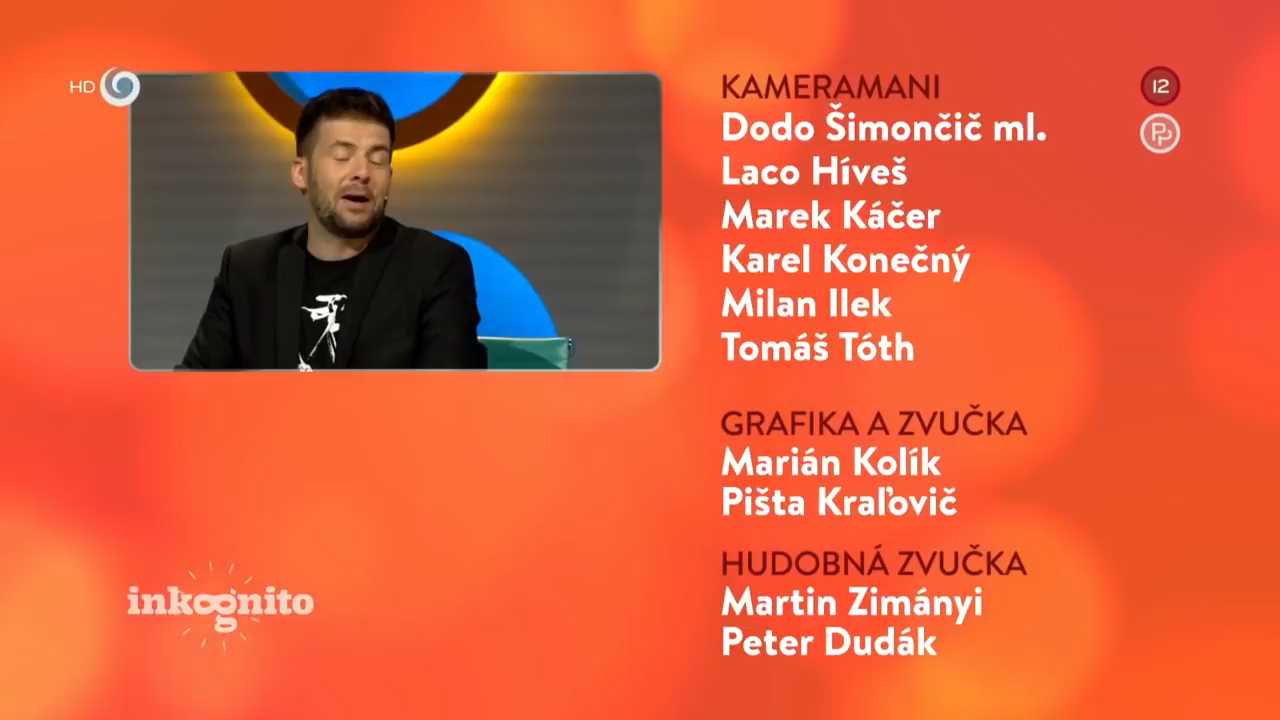 HD
KAMERAMANI
Dodo Šimončič ml.
Laco Híveš
Marek Káčer
Karel Konečný
Milan Ilek
Tomáš Tóth
12
PP
GRAFIKA A ZVUČKA
Marián Kolík
Pišta Kraľovič
HUDOBNÁ ZVUČKA
Martin Zimányi
Peter Dudák
inkognito